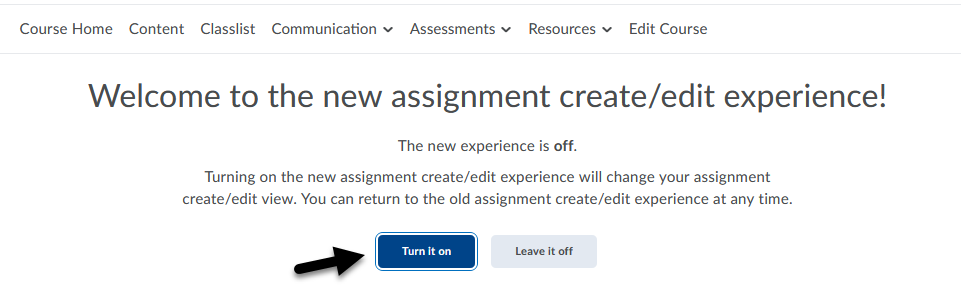 Course Home Content Classlist Communication Assessments Resources Edit Course
Welcome to the new assignment create/edit experience!
The new experience is off.
Turning on the new assignment create/edit experience will change your assignment
create/edit view. You can return to the old assignment create/edit experience at any time.
Turn it on Leave it off